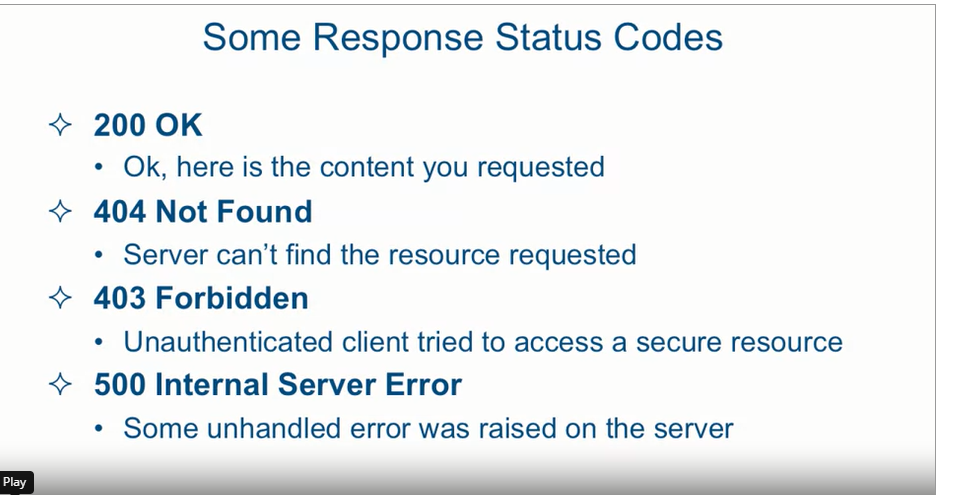 Some Response Status Codes
✧ 200 OK
• Ok, here is the content you requested
✧ 404 Not Found
• Server can’t find the resource requested
✧ 403 Forbidden
• Unauthenticated client tried to access a secure resource
✧ 500 Internal Server Error
• Some unhandled error was raised on the server
Play